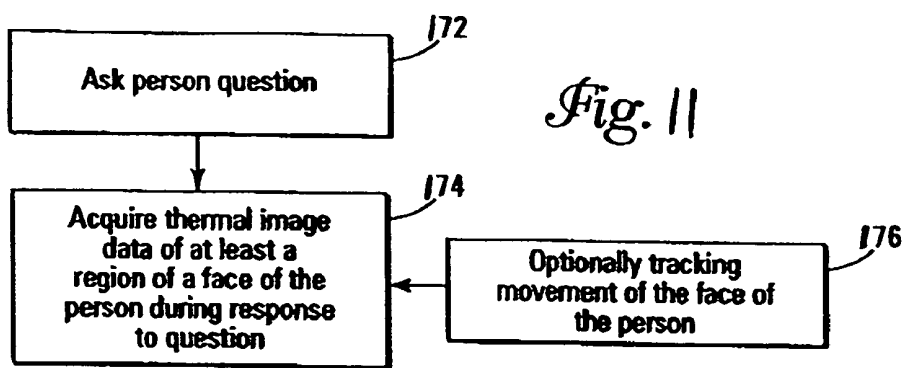 172
Ask person question
Fig. 11
174
Acquire thermal image
data of at least a
region of a face of the
person during response
to question
176
Optionally tracking
movement of the face of
the person